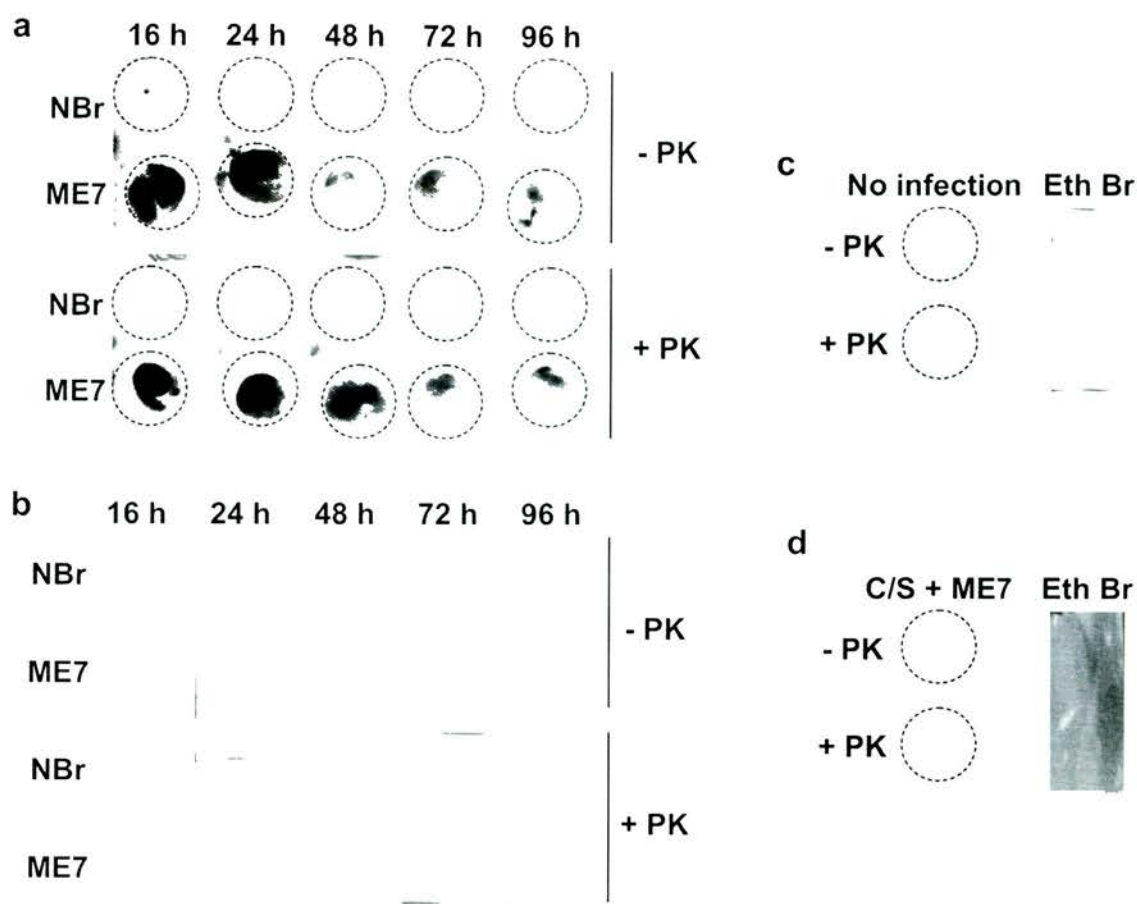 a
16 h 24 h 48 h 72 h 96 h
NBr
ME7
- PK
NBr
ME7
+ PK
b
16 h 24 h 48 h 72 h 96 h
NBr
ME7
- PK
NBr
ME7
+ PK
c
No infection Eth Br
- PK
+ PK
d
C/S + ME7 Eth Br
- PK
+ PK